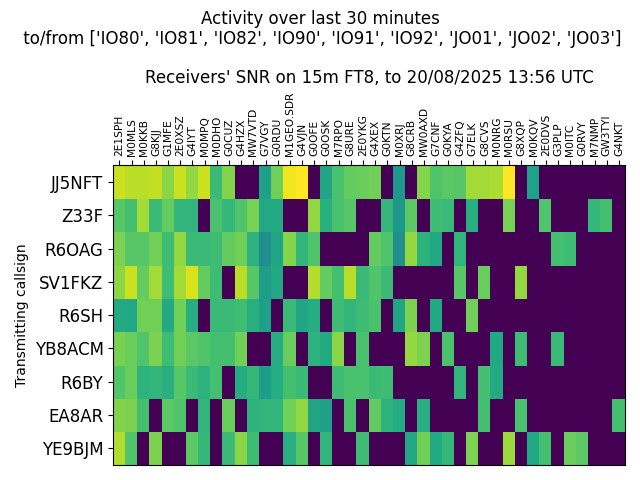 Activity over last 30 minutes
to/from ['IO80', 'IO81', 'IO82', 'IO90', 'IO91', 'IO92', 'JO01', 'JO02', 'JO03']
Receivers' SNR on 15m FT8, to 20/08/2025 13:56 UTC
2E1SPH M0MLS M0KKB G8KJJ G1MFE 2E0XSZ G4IYT M0MPQ M0DHO G0CUZ G4HZX MW7VTD G7VGY G0RDU M1GEO.SDR G4VJN G0OFE G0OSK M7RPO G8URE 2E0YKG G4XEX G0KTN M0XRJ G8CRB MW0AXD G7CNF G0KYA G4ZFQ G7ELK G8CVS M0NRG M0RSU G8XQP M0KQV 2E0DVS G3PLP M0ITC G0RVY M7NMP GW3TYI G4NKT
JJ5NFT
Z33F
R6OAG
SV1FKZ
R6SH
YB8ACM
R6BY
EA8AR
YE9BJM
Transmitting callsign